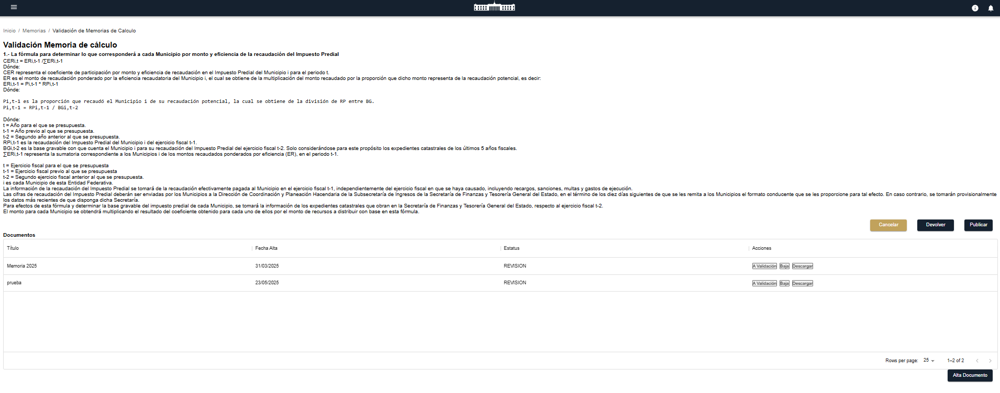 Inicio / Memorias / Validación de Memorias de Calculo
Validación Memoria de cálculo
1.- La fórmula para determinar lo que corresponderá a cada Municipio por monto y eficiencia de la recaudación del Impuesto Predial
CERi,t = ERi,t-1 /∑ERi,t-1
Dónde:
CER representa el coeficiente de participación por monto y eficiencia de recaudación en el Impuesto Predial del Municipio i para el periodo t.
ER es el monto de recaudo ponderado por la eficiencia recaudatoria del Municipio i, el cual se obtiene de la multiplicación del monto recaudado por la proporción que dicho monto representa de la recaudación potencial, es decir:
ERi,t-1 = Pi,t-1 * RPi,t-1
Dónde:
Pi,t-1 es la proporción que recaudó el Municipio i de su recaudación potencial, la cual se obtiene de la división de RP entre BG.
Pi,t-1 = RPi,t-1 / BGi,t-2
Dónde:
t = Año para el que se presupuesta.
t-1 = Año previo al que se presupuesta.
t-2 = Segundo año anterior al que se presupuesta.
RPi,t-1 es la recaudación del Impuesto Predial del Municipio i del ejercicio fiscal t-1.
BGi,t-2 es la base gravable con que cuenta el Municipio i para su recaudación del Impuesto Predial del ejercicio fiscal t-2. Solo considerándose para este propósito los expedientes catastrales de los últimos 5 años fiscales.
∑ERi,t-1 representa la sumatoria correspondiente a los Municipios i de los montos recaudados ponderados por eficiencia (ER), en el periodo t-1.
t = Ejercicio fiscal para el que se presupuesta
t-1 = Ejercicio fiscal previo al que se presupuesta
t-2 = Segundo ejercicio fiscal anterior al que se presupuesta.
i es cada Municipio de esta Entidad Federativa.
La información de la recaudación del Impuesto Predial se tomará de la recaudación efectivamente pagada al Municipio en el ejercicio fiscal t-1, independientemente del ejercicio fiscal en que se haya causado, incluyendo recargos, sanciones, multas y gastos de ejecución.
Las cifras de recaudación del Impuesto Predial deberán ser enviadas por los Municipios a la Dirección de Coordinación y Planeación Hacendaria de la Subsecretaría de Ingresos de la Secretaría de Finanzas y Tesorería General del Estado, en el término de los diez días siguientes de que se les remita a los Municipios el formato conducente que se les proporcione para tal efecto. En caso contrario, se tomarán provisionalmente
los datos más recientes de que disponga dicha Secretaría.
Para efectos de esta fórmula y determinar la base gravable del impuesto predial de cada Municipio, se tomará la información de los expedientes catastrales que obran en la Secretaría de Finanzas y Tesorería General del Estado, respecto al ejercicio fiscal t-2.
El monto para cada Municipio se obtendrá multiplicando el resultado del coeficiente obtenido para cada uno de ellos por el monto de recursos a distribuir con base en esta fórmula.
Cancelar Devolver Publicar
Documentos
Título Fecha Alta Estatus Acciones
Memoria 2025 31/03/2025 REVISION A Validación Baja Descargar
prueba 23/05/2025 REVISION A Validación Baja Descargar
Rows per page: 25 1–2 of 2
Alta Documento